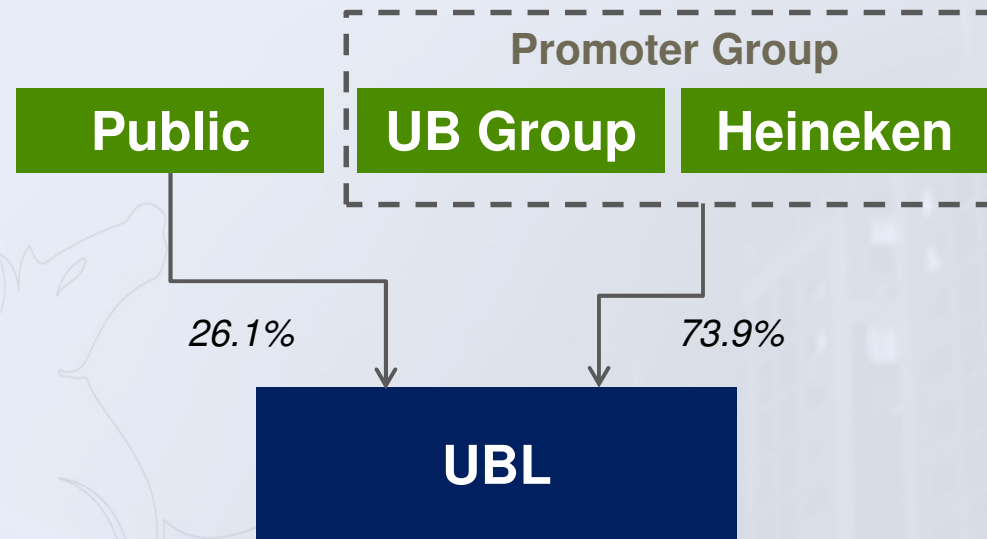 Promoter Group
Public
UB Group
Heineken
26.1%
73.9%
UBL